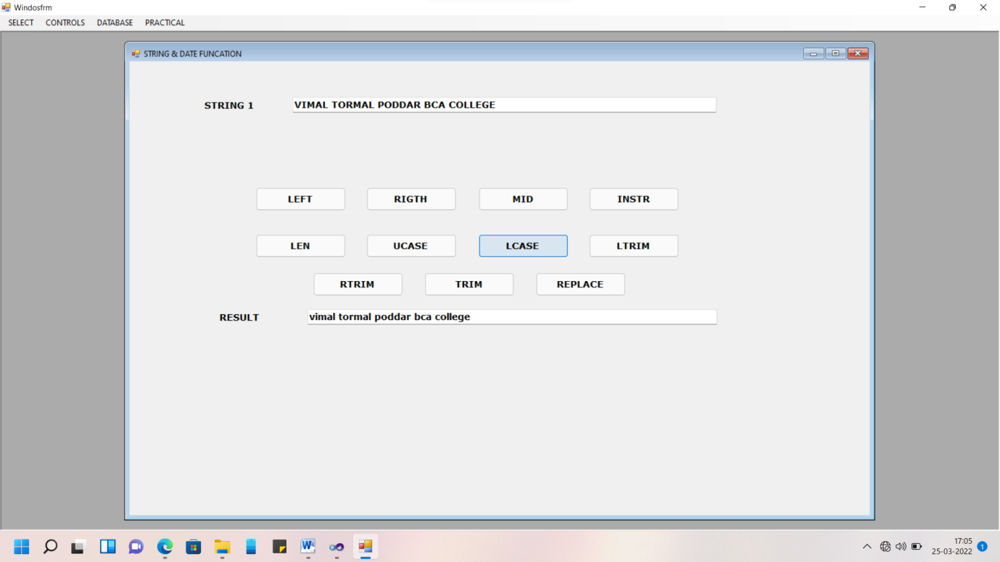 Windosfrm
SELECT CONTROLS DATABASE PRACTICAL
STRING & DATE FUNCATION
STRING 1 VIMAL TORMAL PODDAR BCA COLLEGE
LEFT RIGTH MID INSTR
LEN UCASE LCASE LTRIM
RTRIM TRIM REPLACE
RESULT vimal tormal poddar bca college
17:05
25-03-2022 1